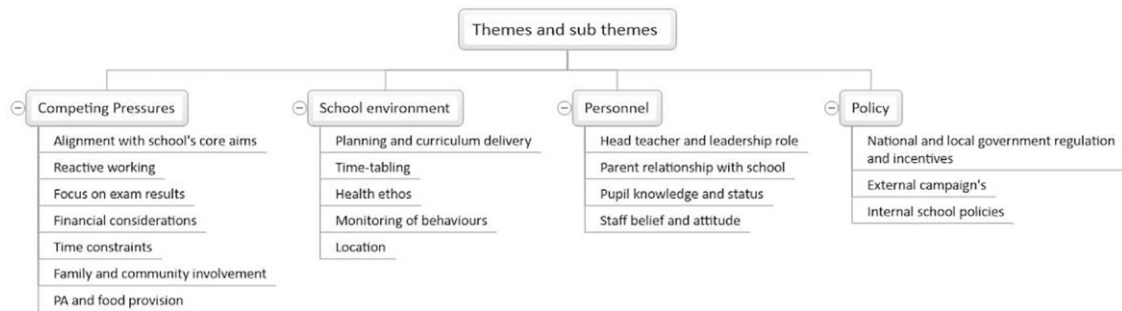 Themes and sub themes
Competing Pressures
Alignment with school's core aims
Reactive working
Focus on exam results
Financial considerations
Time constraints
Family and community involvement
PA and food provision
School environment
Planning and curriculum delivery
Time-tabling
Health ethos
Monitoring of behaviours
Location
Personnel
Head teacher and leadership role
Parent relationship with school
Pupil knowledge and status
Staff belief and attitude
Policy
National and local government regulation
and incentives
External campaign's
Internal school policies